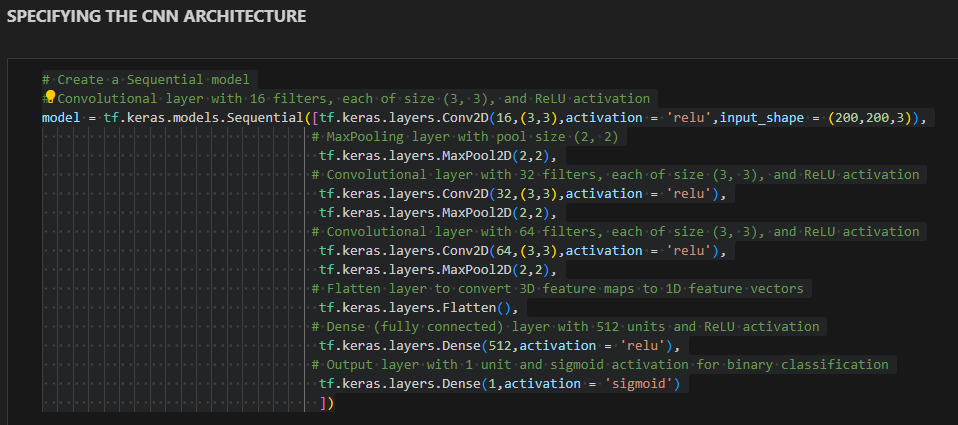 SPECIFYING THE CNN ARCHITECTURE
# Create a Sequential model
# Convolutional layer with 16 filters, each of size (3, 3), and ReLU activation
model = tf.keras.models.Sequential([tf.keras.layers.Conv2D(16,(3,3),activation = 'relu',input_shape = (200,200,3)),
# MaxPooling layer with pool size (2, 2)
tf.keras.layers.MaxPool2D(2,2),
# Convolutional layer with 32 filters, each of size (3, 3), and ReLU activation
tf.keras.layers.Conv2D(32,(3,3),activation = 'relu'),
tf.keras.layers.MaxPool2D(2,2),
# Convolutional layer with 64 filters, each of size (3, 3), and ReLU activation
tf.keras.layers.Conv2D(64,(3,3),activation = 'relu'),
tf.keras.layers.MaxPool2D(2,2),
# Flatten layer to convert 3D feature maps to 1D feature vectors
tf.keras.layers.Flatten(),
# Dense (fully connected) layer with 512 units and ReLU activation
tf.keras.layers.Dense(512,activation = 'relu'),
# Output layer with 1 unit and sigmoid activation for binary classification
tf.keras.layers.Dense(1,activation = 'sigmoid')
])